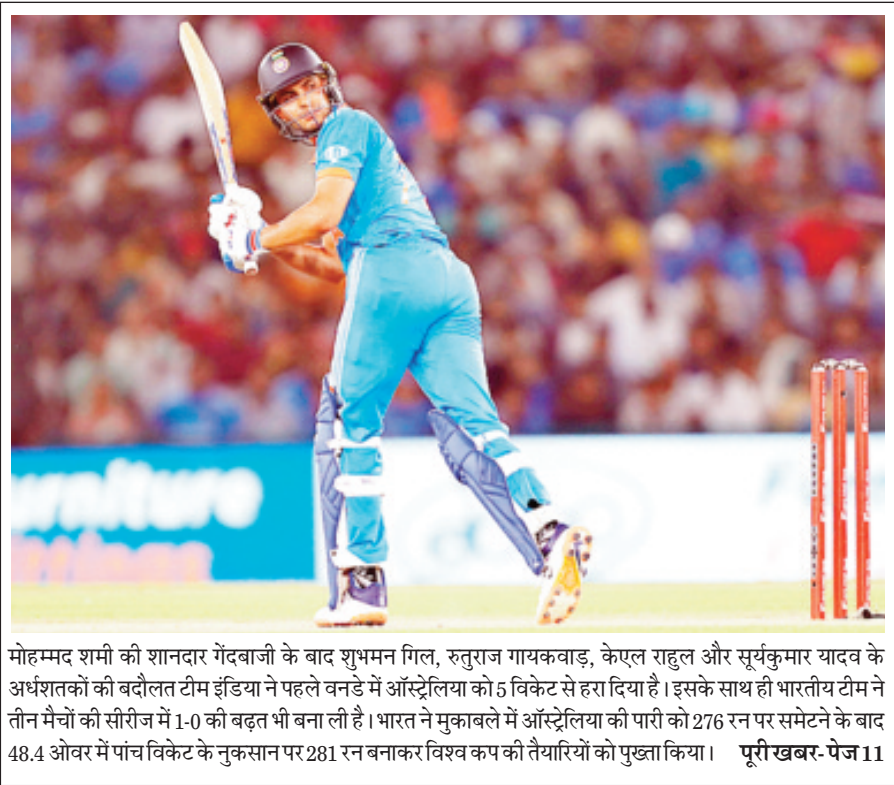 urniture
मोहम्मद शमी की शानदार गेंदबाजी के बाद शुभमन गिल, रुतुराज गायकवाड़, केएल राहुल और सूर्यकुमार यादव के
अर्धशतकों की बदौलत टीम इंडिया ने पहले वनडे में ऑस्ट्रेलिया को 5 विकेट से हरा दिया है। इसके साथ ही भारतीय टीम ने
तीन मैचों की सीरीज में 1-0 की बढ़त भी बना ली है। भारत ने मुकाबले में ऑस्ट्रेलिया की पारी को 276 रन पर समेटने के बाद
48.4 ओवर में पांच विकेट के नुकसान पर 281 रन बनाकर विश्व कप की तैयारियों को पुख्ता किया। पूरी खबर- पेज 11